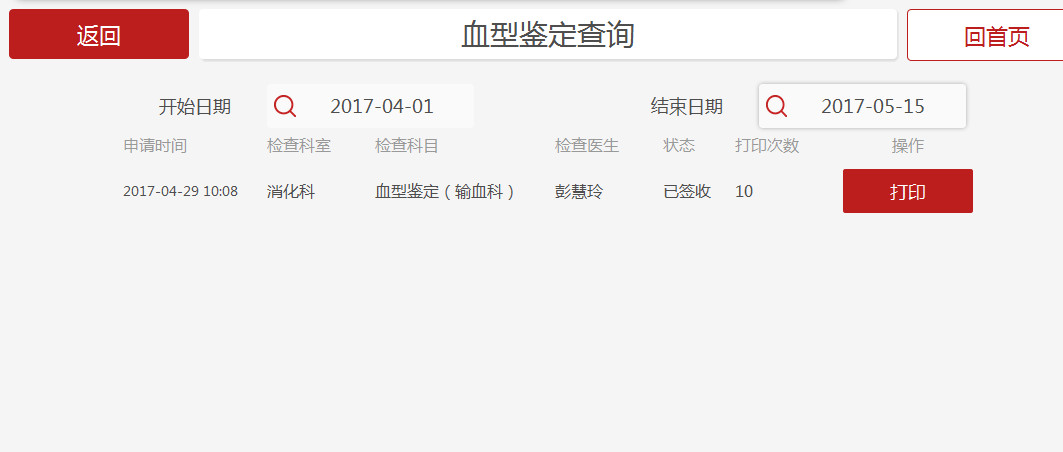 返回 血型鉴定查询 回首页
开始日期 2017-04-01 结束日期 2017-05-15
申请时间 检查科室 检查科目 检查医生 状态 打印次数 操作
2017-04-29 10:08 消化科 血型鉴定（输血科） 彭慧玲 已签收 10 打印